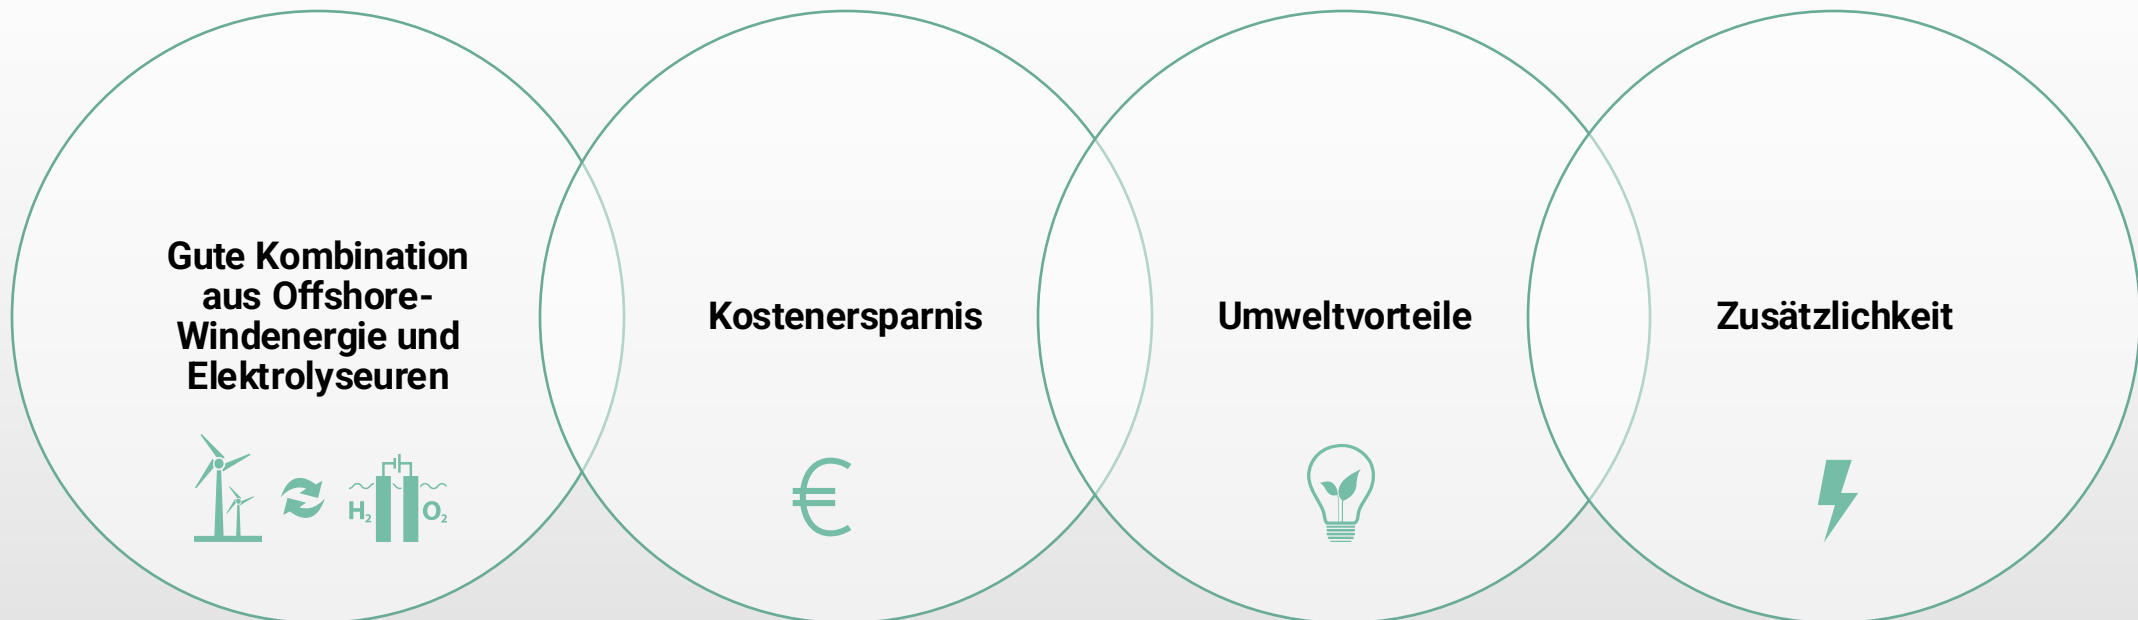 Gute Kombination
aus Offshore-
Windenergie und
Elektrolyseuren
Kostenersparnis
Umweltvorteile
Zusätzlichkeit
H₂
O₂